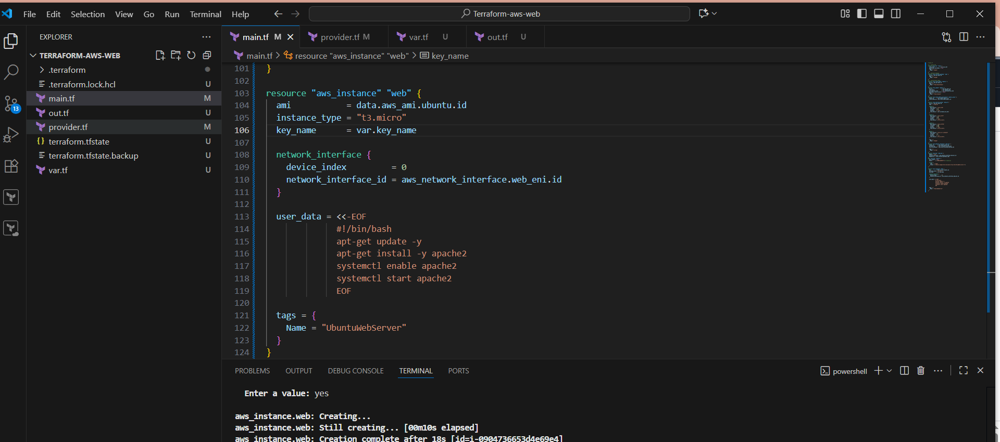 File Edit Selection View Go Run Terminal Help
Terraform-aws-web
EXPLORER
TERRAFORM-AWS-WEB
.terraform
.terraform.lock.hcl U
main.tf M
out.tf U
provider.tf M
{} terraform.tfstate U
terraform.tfstate.backup U
var.tf U
13
main.tf M
provider.tf M
var.tf U
out.tf U
main.tf > resource "aws_instance" "web" > key_name
101 }
102
103 resource "aws_instance" "web" {
104 ami = data.aws_ami.ubuntu.id
105 instance_type = "t3.micro"
106 key_name = var.key_name
107
108 network_interface {
109 device_index = 0
110 network_interface_id = aws_network_interface.web_eni.id
111 }
112
113 user_data = <<-EOF
114 #!/bin/bash
115 apt-get update -y
116 apt-get install -y apache2
117 systemctl enable apache2
118 systemctl start apache2
119 EOF
120
121 tags = {
122 Name = "UbuntuWebServer"
123 }
124 }
PROBLEMS OUTPUT DEBUG CONSOLE TERMINAL PORTS
powershell
Enter a value: yes
aws_instance.web: Creating...
aws_instance.web: Still creating... [00m10s elapsed]
aws_instance.web: Creation complete after 18s [id=i-0904736653d4e69e4]